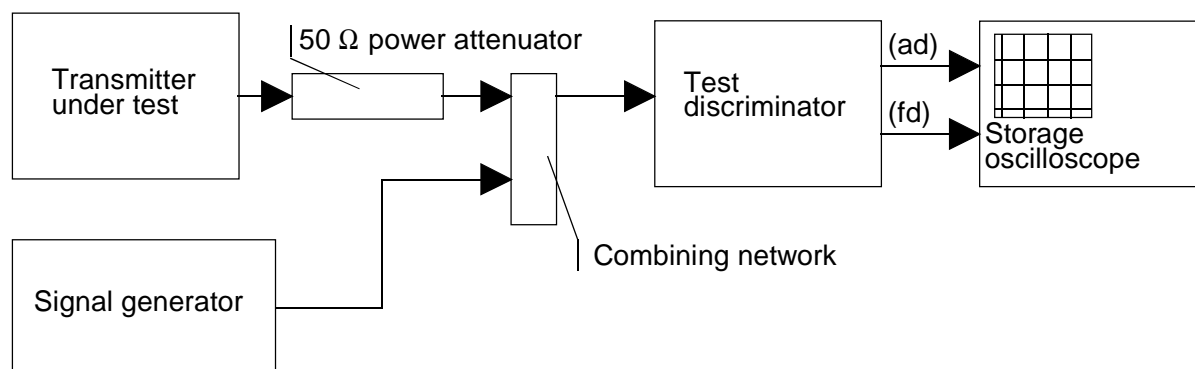 50 Ω power attenuator
Transmitter
under test
Test
discriminator
(ad)
(fd)
Storage
oscilloscope
Combining network
Signal generator